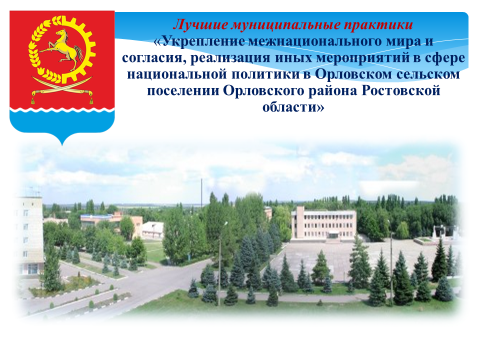 Лучшие муниципальные практики
«Укрепление межнационального мира и
согласия, реализация иных мероприятий в сфере
национальной политики в Орловском сельском
поселении Орловского района Ростовской
области»